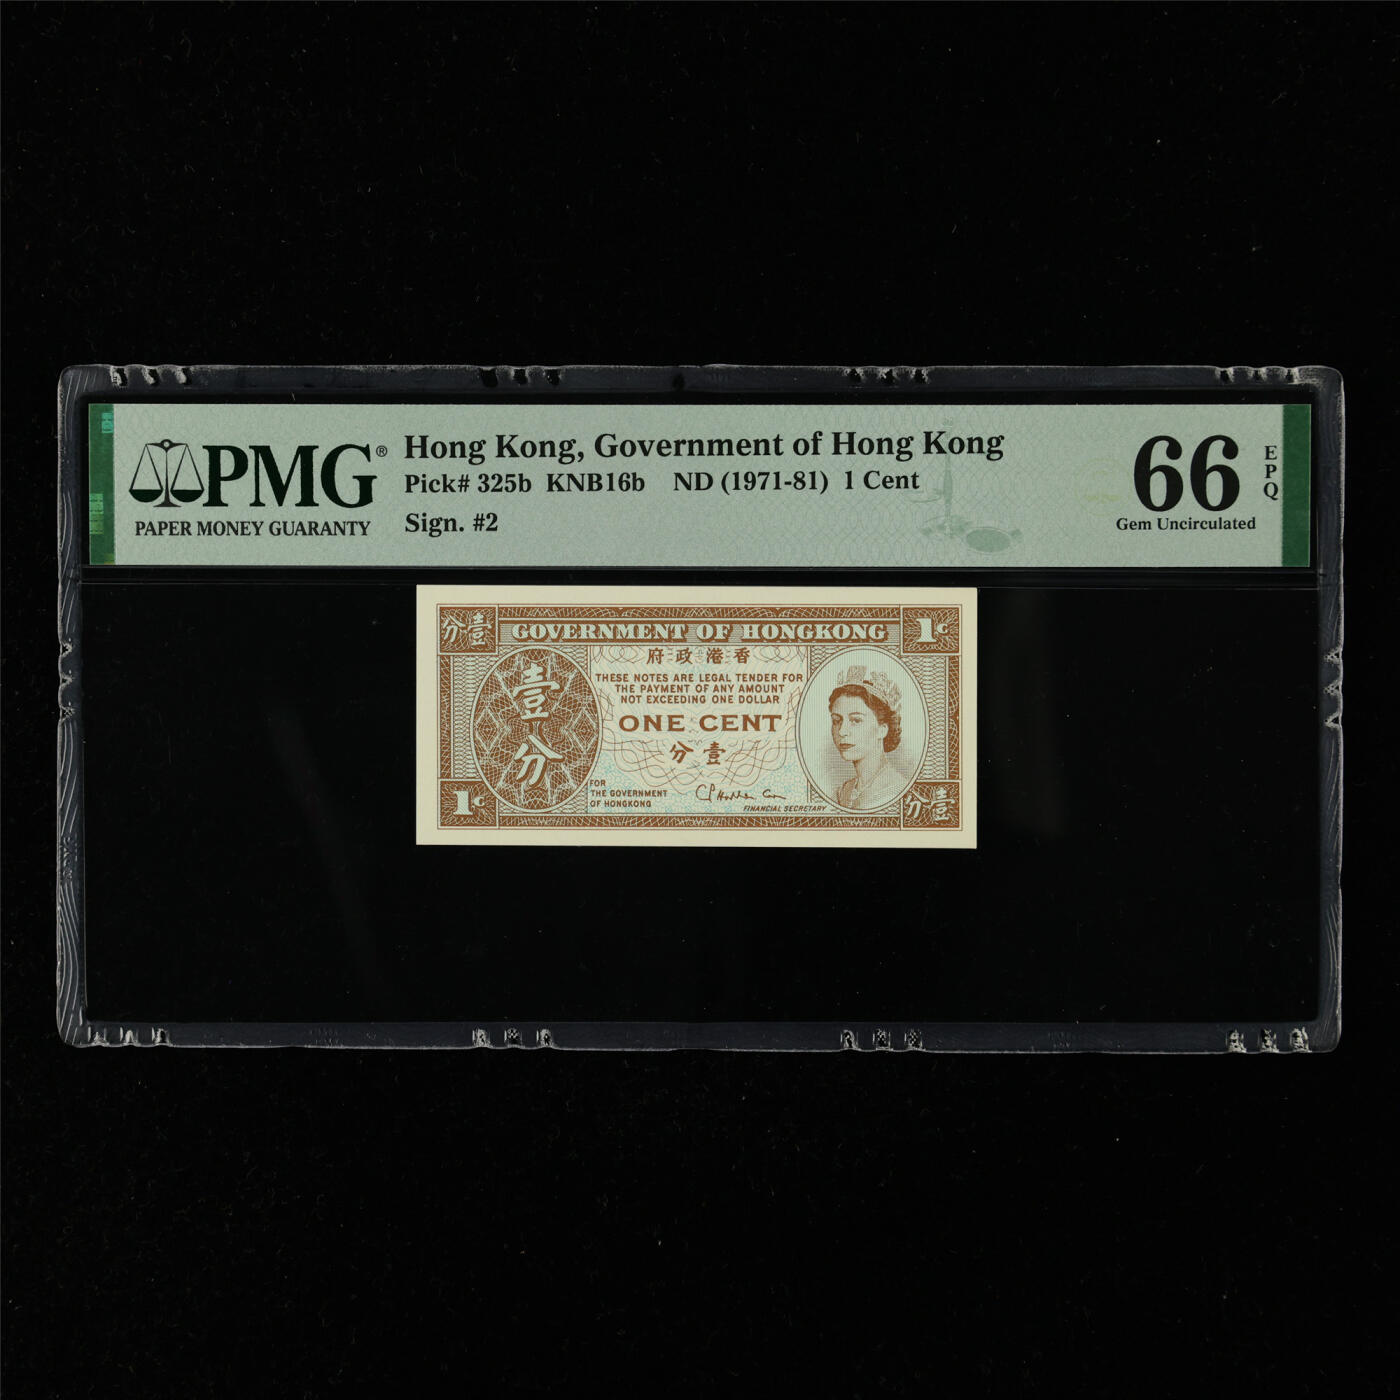 PMG®
PAPER MONEY GUARANTY
Hong Kong, Government of Hong Kong
Pick# 325b KNB16b ND (1971-81) 1 Cent
Sign. #2
66 EPQ
Gem Uncirculated
分壹
GOVERNMENT OF HONGKONG
1c
府政港香
THESE NOTES ARE LEGAL TENDER FOR
THE PAYMENT OF ANY AMOUNT
NOT EXCEEDING ONE DOLLAR
壹
分
ONE CENT
分壹
FOR
THE GOVERNMENT
OF HONGKONG
FINANCIAL SECRETARY
1c
分壹